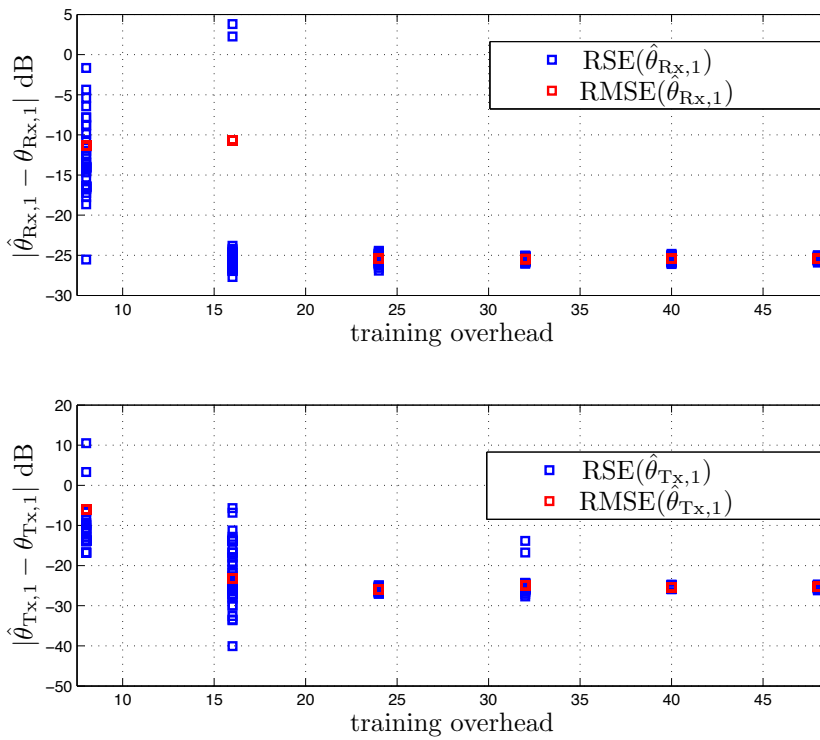 5
0
−5
−10
−15
−20
−25
−30
10 15 20 25 30 35 40 45
|θ̂_Rx,1 − θ_Rx,1| dB
training overhead
RSE(θ̂_Rx,1)
RMSE(θ̂_Rx,1)
20
10
0
−10
−20
−30
−40
−50
10 15 20 25 30 35 40 45
|θ̂_Tx,1 − θ_Tx,1| dB
training overhead
RSE(θ̂_Tx,1)
RMSE(θ̂_Tx,1)